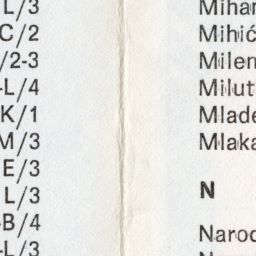 L/3
C/2
/2-3
-L/4
K/1
M/3
E/3
L/3
-B/4
-L/3
Mihar
Mihić
Milen
Milut
Mlade
Mlaka
N
Narod